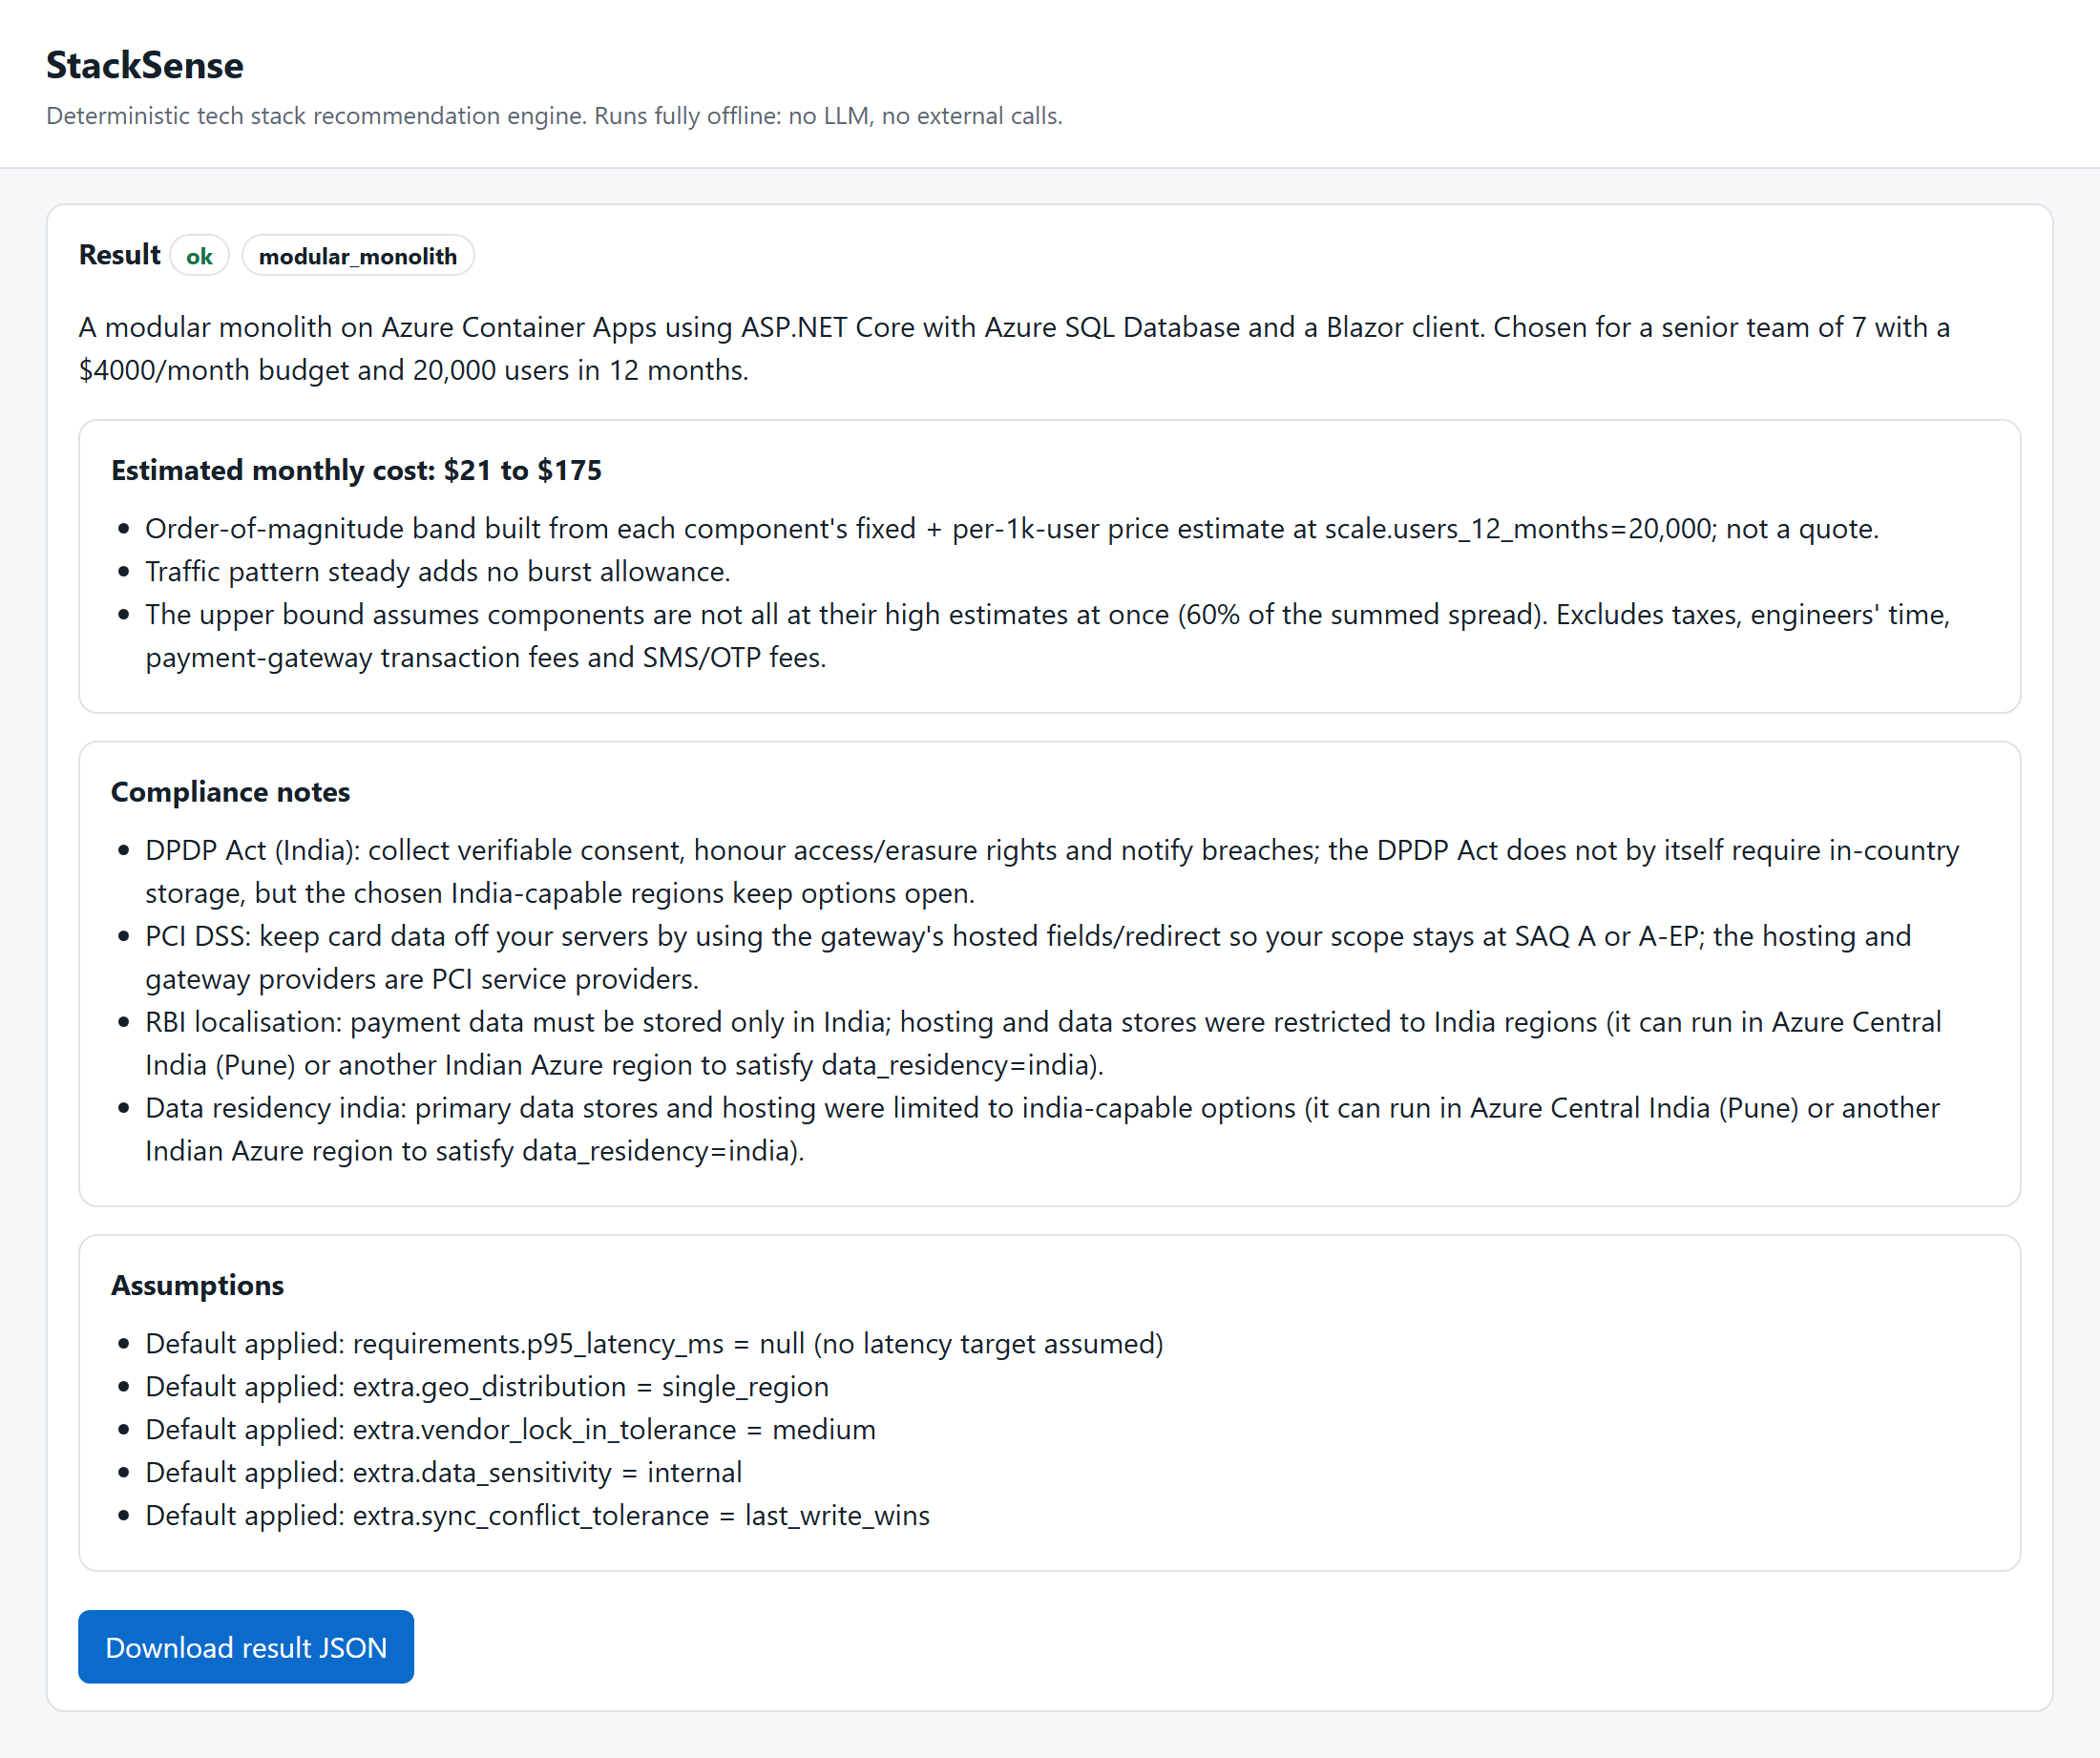 StackSense
Deterministic tech stack recommendation engine. Runs fully offline: no LLM, no external calls.
Result ok modular_monolith
A modular monolith on Azure Container Apps using ASP.NET Core with Azure SQL Database and a Blazor client. Chosen for a senior team of 7 with a
$4000/month budget and 20,000 users in 12 months.
Estimated monthly cost: $21 to $175
• Order-of-magnitude band built from each component's fixed + per-1k-user price estimate at scale.users_12_months=20,000; not a quote.
• Traffic pattern steady adds no burst allowance.
• The upper bound assumes components are not all at their high estimates at once (60% of the summed spread). Excludes taxes, engineers' time,
payment-gateway transaction fees and SMS/OTP fees.
Compliance notes
• DPDP Act (India): collect verifiable consent, honour access/erasure rights and notify breaches; the DPDP Act does not by itself require in-country
storage, but the chosen India-capable regions keep options open.
• PCI DSS: keep card data off your servers by using the gateway's hosted fields/redirect so your scope stays at SAQ A or A-EP; the hosting and
gateway providers are PCI service providers.
• RBI localisation: payment data must be stored only in India; hosting and data stores were restricted to India regions (it can run in Azure Central
India (Pune) or another Indian Azure region to satisfy data_residency=india).
• Data residency india: primary data stores and hosting were limited to india-capable options (it can run in Azure Central India (Pune) or another
Indian Azure region to satisfy data_residency=india).
Assumptions
• Default applied: requirements.p95_latency_ms = null (no latency target assumed)
• Default applied: extra.geo_distribution = single_region
• Default applied: extra.vendor_lock_in_tolerance = medium
• Default applied: extra.data_sensitivity = internal
• Default applied: extra.sync_conflict_tolerance = last_write_wins
Download result JSON